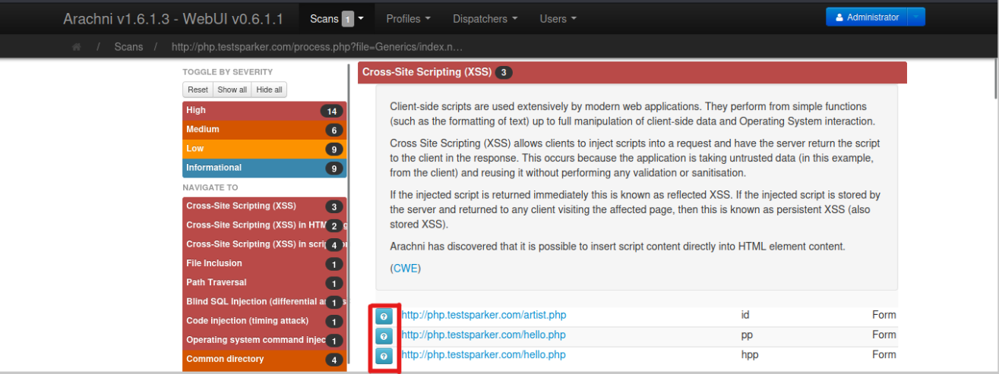 Arachni v1.6.1.3 - WebUI v0.6.1.1 Scans 1 Profiles Dispatchers Users Administrator
/ Scans / http://php.testsparker.com/process.php?file=Generics/index.n...
TOGGLE BY SEVERITY
Reset Show all Hide all
High 14
Medium 6
Low 9
Informational 9
NAVIGATE TO
Cross-Site Scripting (XSS) 3
Cross-Site Scripting (XSS) in 2
Cross-Site Scripting (XSS) in 4
File Inclusion 1
Path Traversal 1
Blind SQL Injection (differential 1
Code injection (timing attack) 1
Operating system command 1
Common directory 4
Cross-Site Scripting (XSS) 3
Client-side scripts are used extensively by modern web applications. They perform from simple functions
(such as the formatting of text) up to full manipulation of client-side data and Operating System interaction.
Cross Site Scripting (XSS) allows clients to inject scripts into a request and have the server return the script
to the client in the response. This occurs because the application is taking untrusted data (in this example,
from the client) and reusing it without performing any validation or sanitisation.
If the injected script is returned immediately this is known as reflected XSS. If the injected script is stored by
the server and returned to any client visiting the affected page, then this is known as persistent XSS (also
stored XSS).
Arachni has discovered that it is possible to insert script content directly into HTML element content.
(CWE)
? http://php.testsparker.com/artist.php id Form
? http://php.testsparker.com/hello.php pp Form
? http://php.testsparker.com/hello.php hpp Form